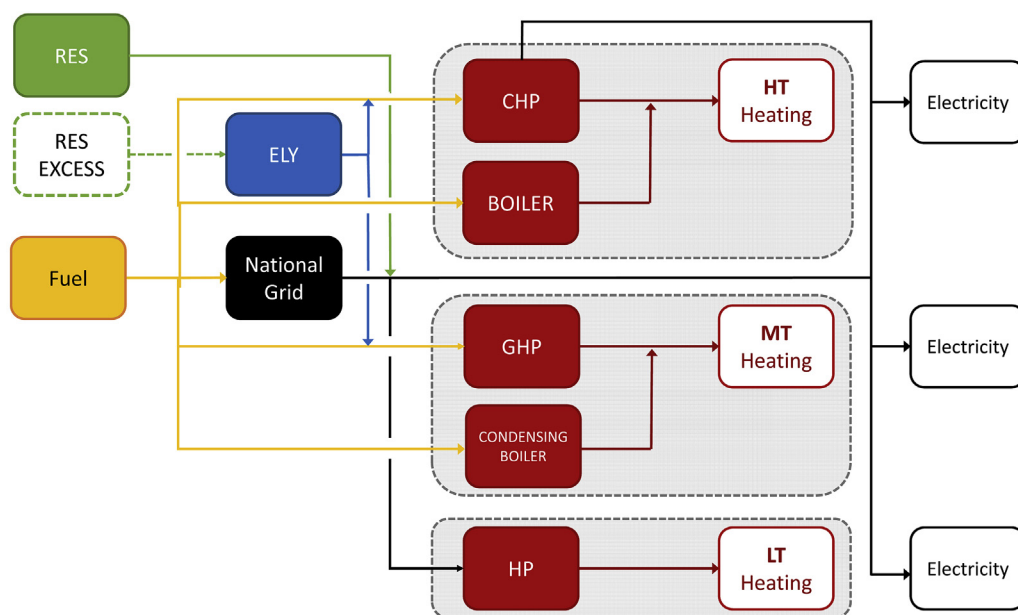 RES
CHP
HT
Heating
Electricity
RES
EXCESS
ELY
BOILER
Fuel
National
Grid
GHP
MT
Heating
Electricity
CONDENSING
BOILER
HP
LT
Heating
Electricity